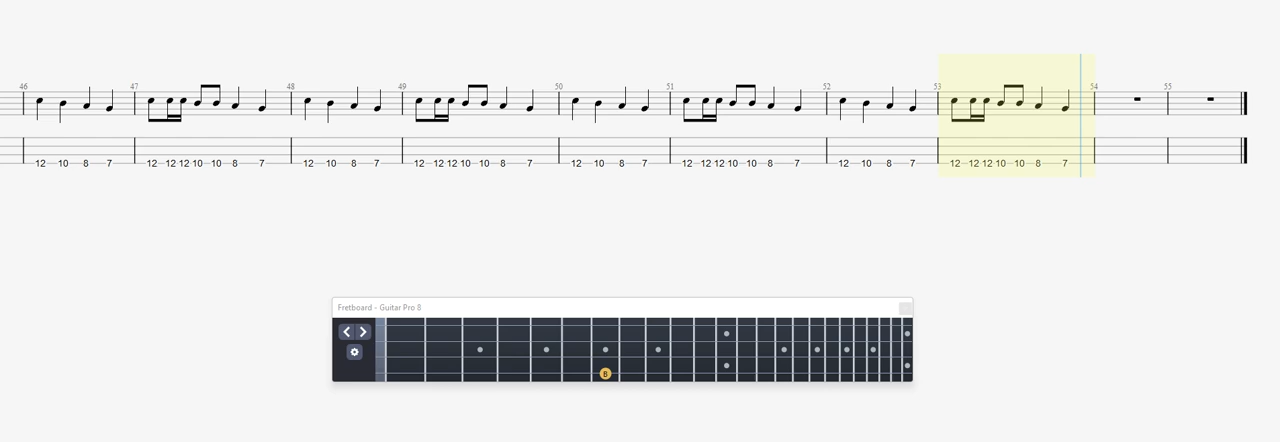 46 47 48 49 50 51 52 53 54 55
12 10 8 7 12 12 12 10 10 8 7 12 10 8 7 12 12 12 10 10 8 7 12 10 8 7 12 12 12 10 10 8 7 12 10 8 7 12 12 12 10 10 8 7
Fretboard - Guitar Pro 8
B